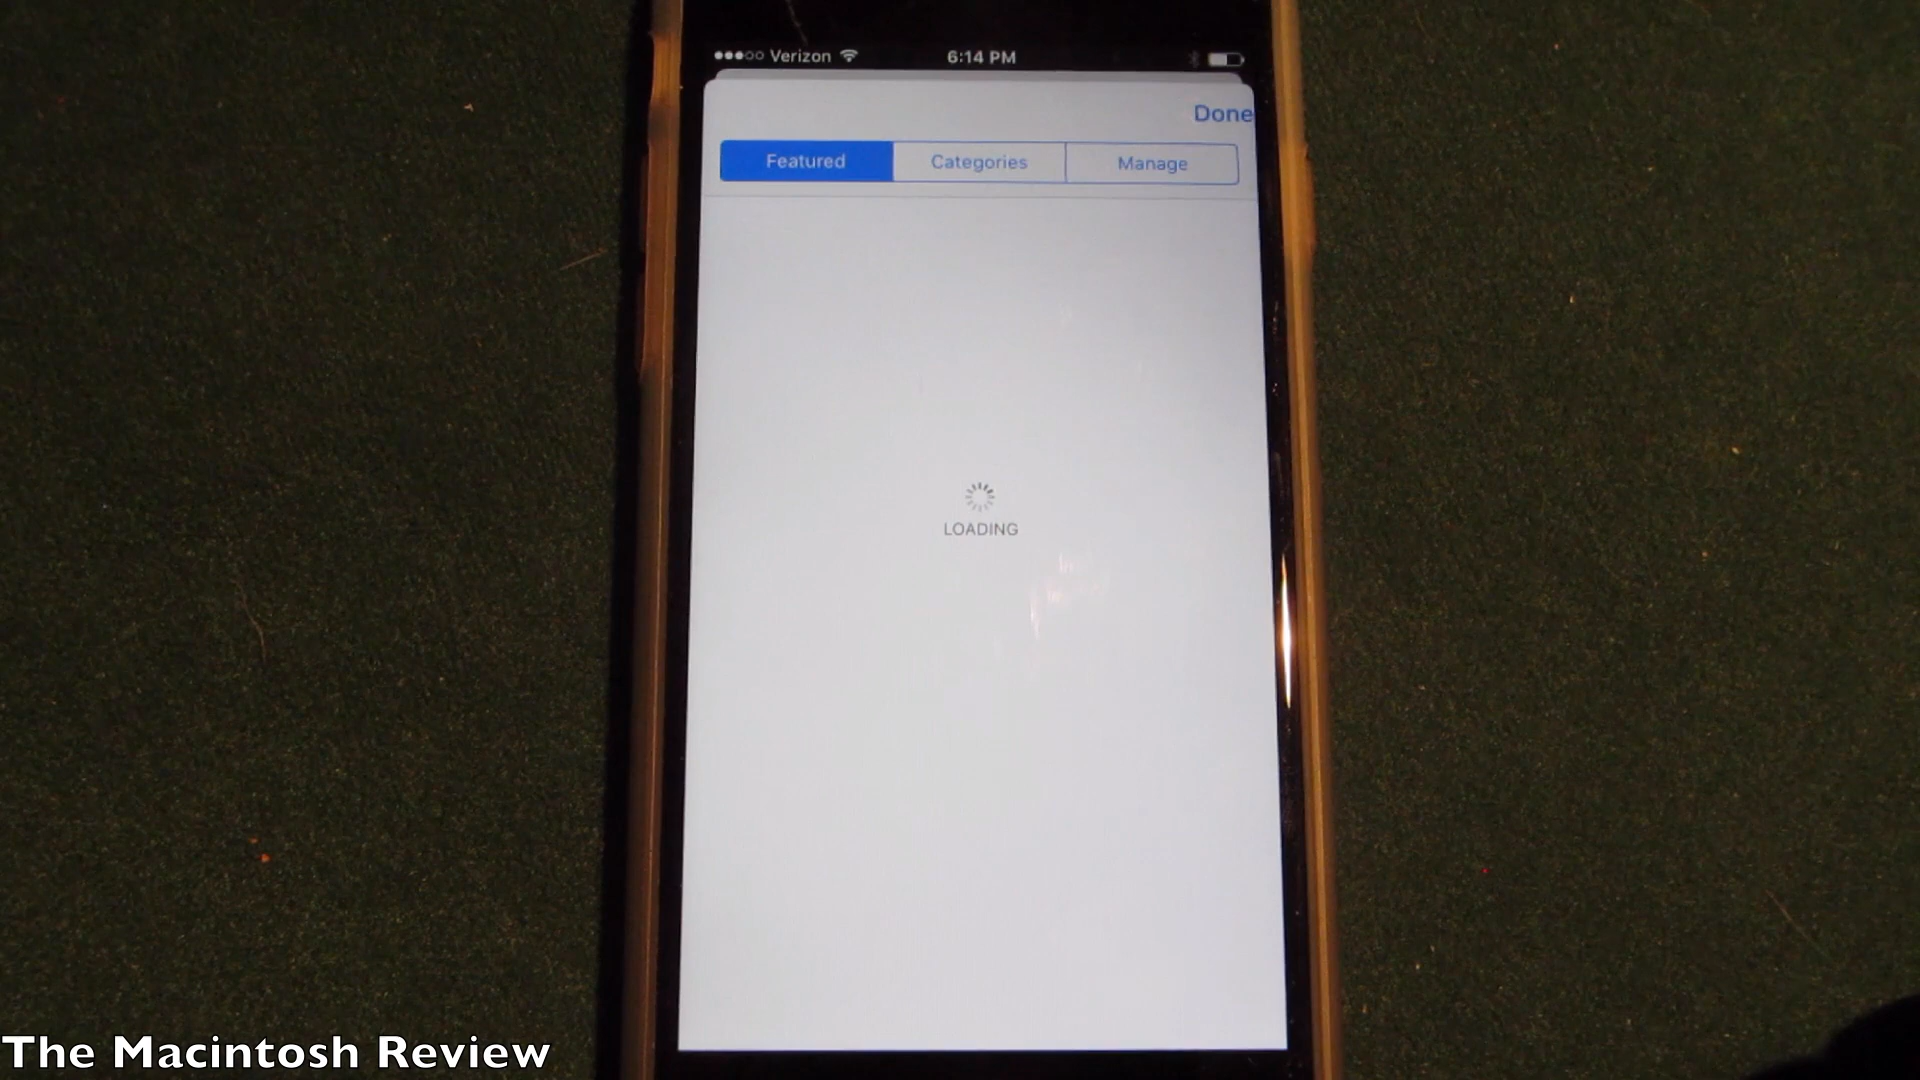 Verizon 6:14 PM
Done
Featured Categories Manage
LOADING
The Macintosh Review